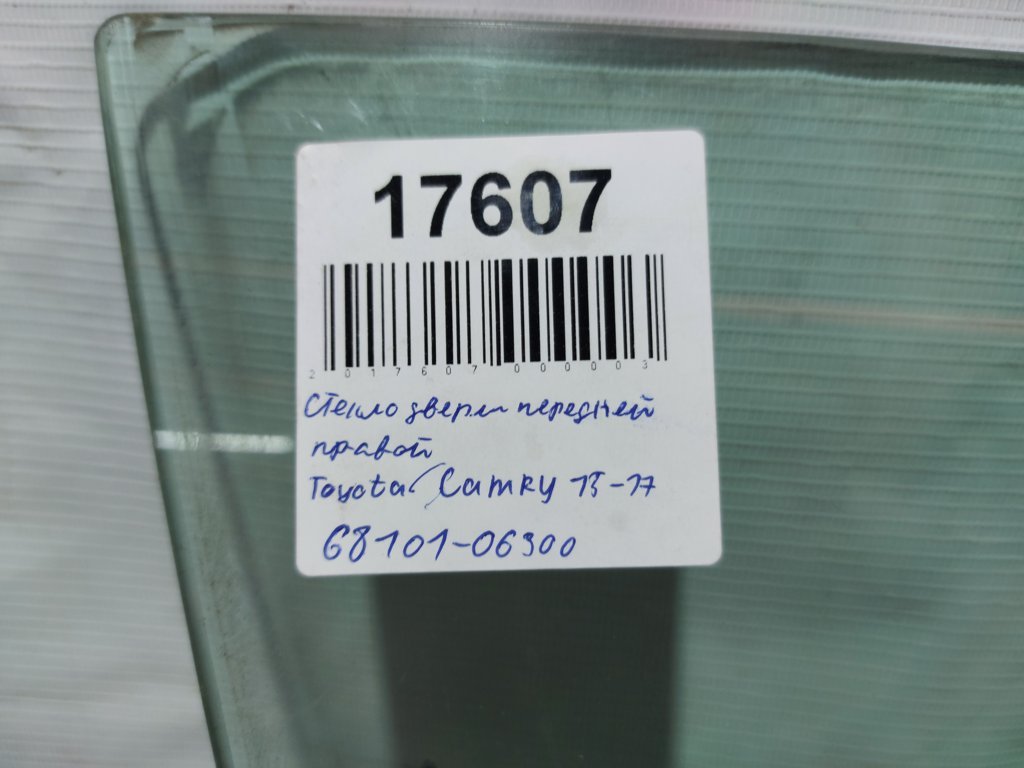 17607
2017607000003
Стекло двери передней
правой
Toyota Camry 15-17
68101-06300